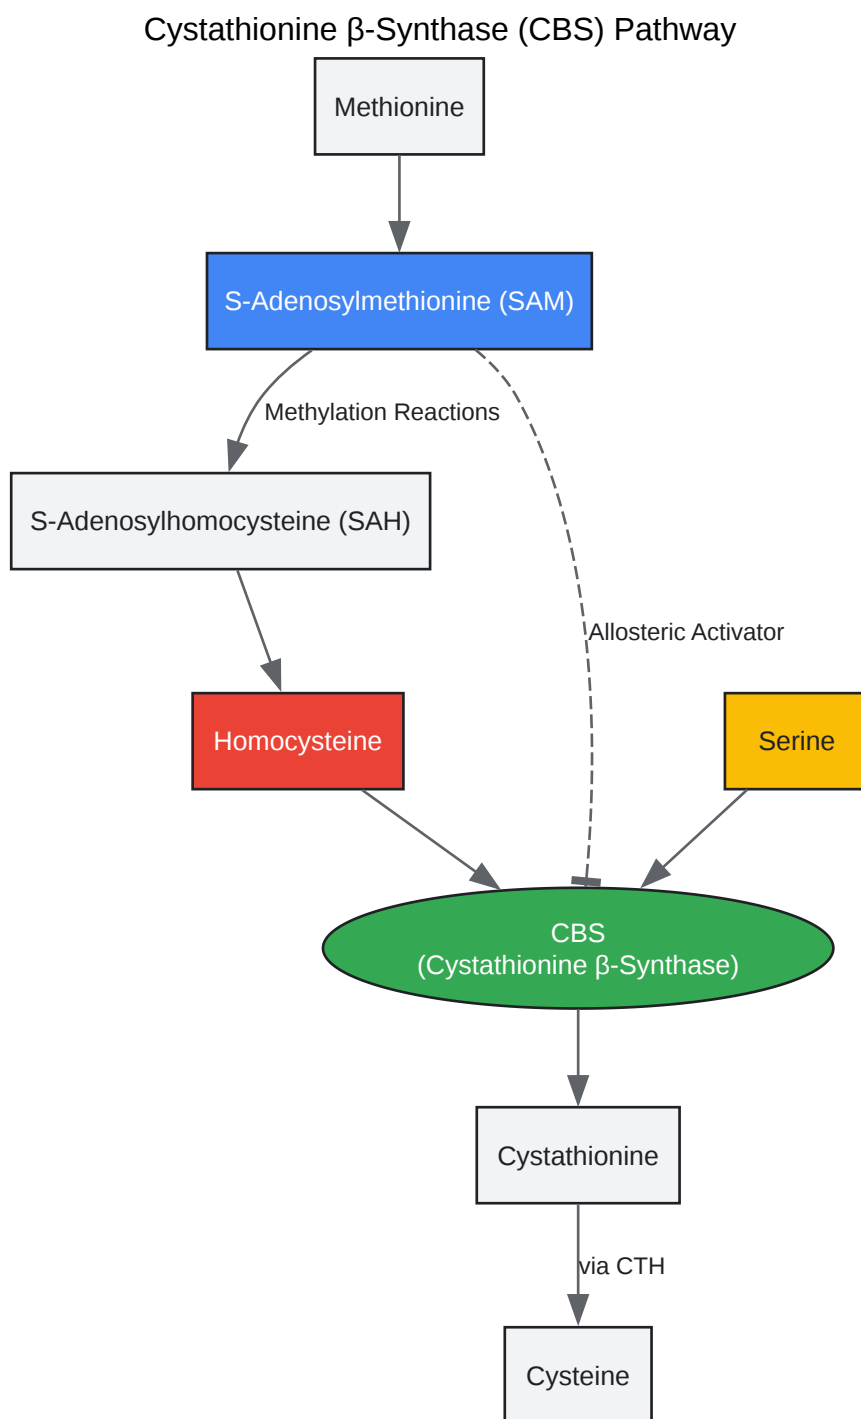 Cystathionine β-Synthase (CBS) Pathway
Methionine
S-Adenosylmethionine (SAM)
Methylation Reactions
S-Adenosylhomocysteine (SAH)
Allosteric Activator
Homocysteine
Serine
CBS
(Cystathionine β-Synthase)
Cystathionine
via CTH
Cysteine